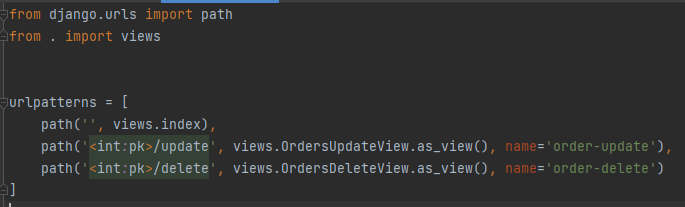 from django.urls import path
from . import views
urlpatterns = [
path('', views.index),
path('<int:pk>/update', views.OrdersUpdateView.as_view(), name='order-update'),
path('<int:pk>/delete', views.OrdersDeleteView.as_view(), name='order-delete')
]